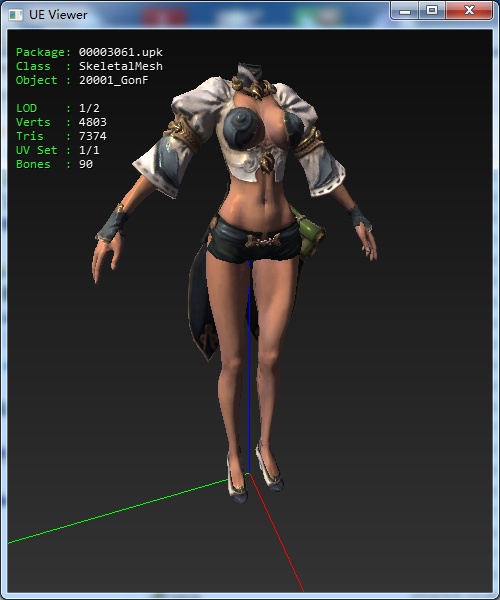 UE Viewer
Package: 00003061.upk
Class : SkeletalMesh
Object : 20001_GonF
LOD : 1/2
Verts : 4803
Tris : 7374
UV Set : 1/1
Bones : 90